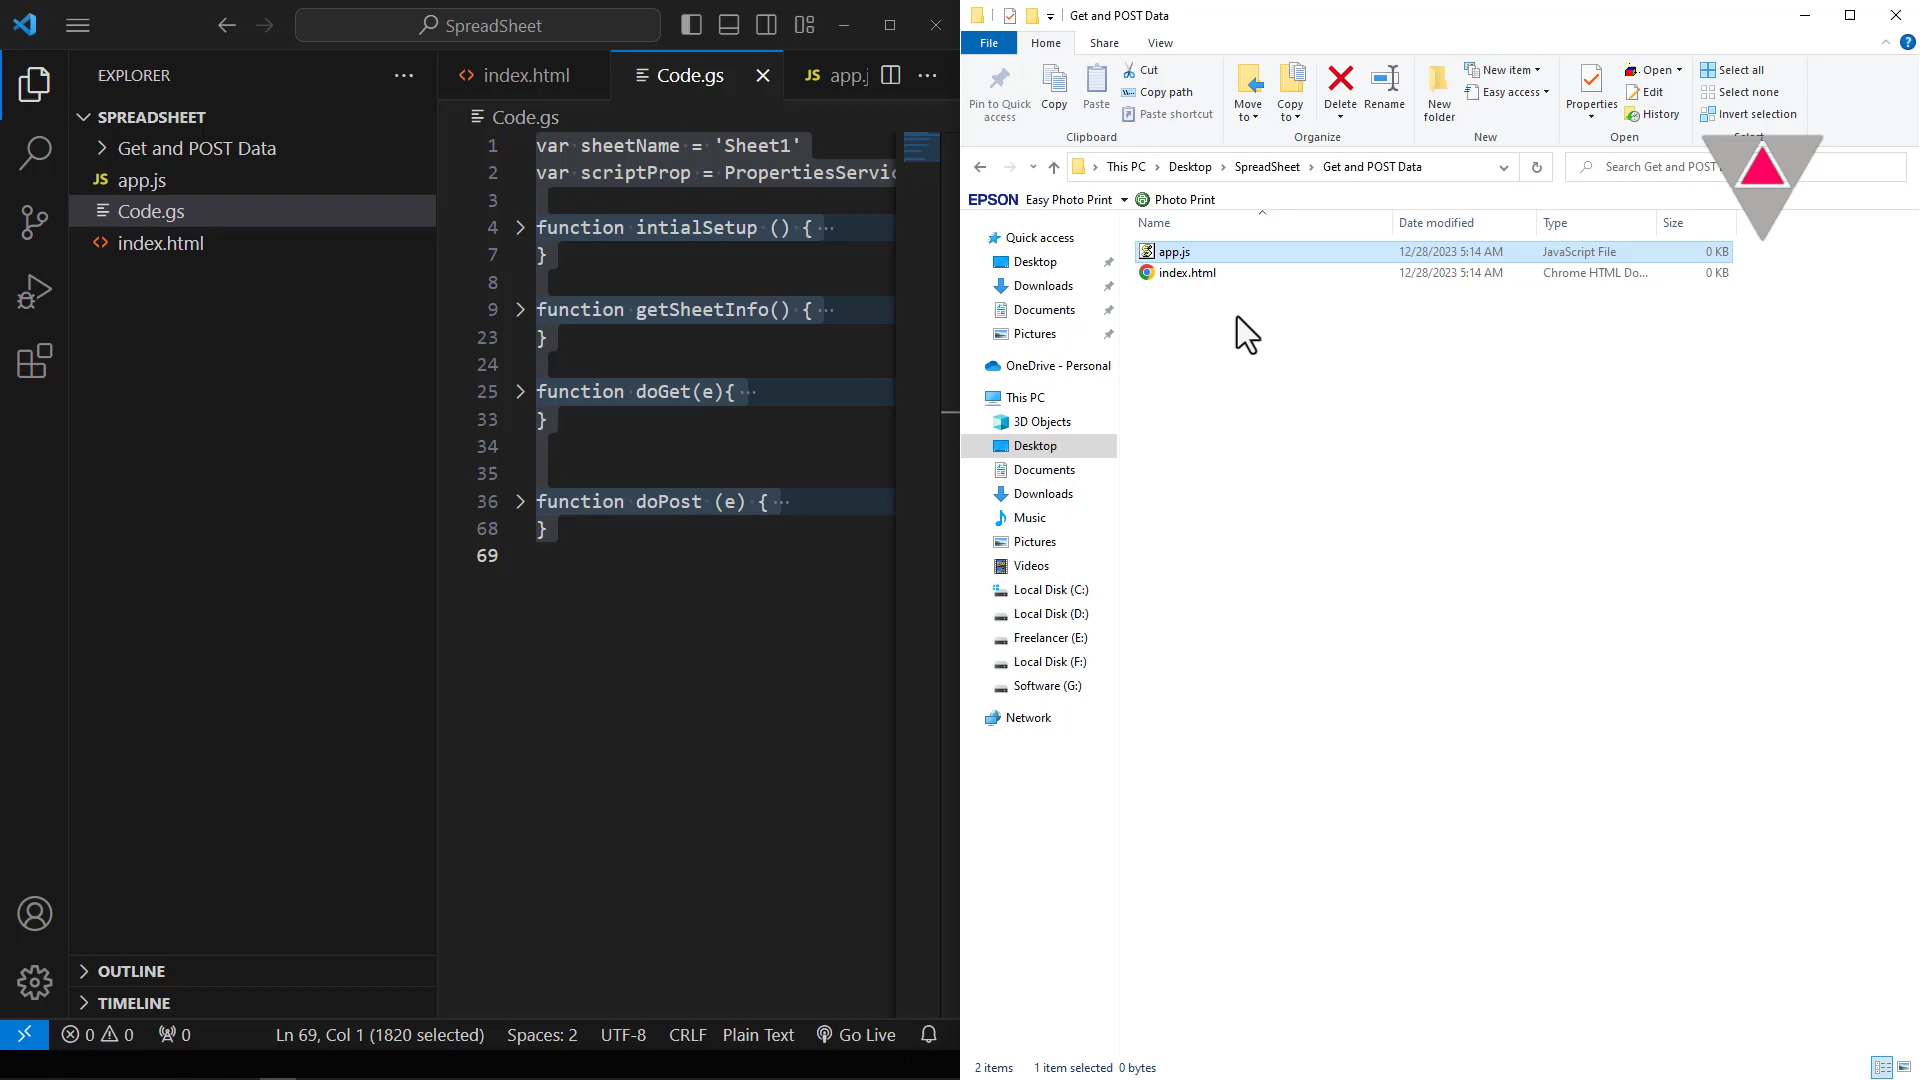 SpreadSheet
EXPLORER
SPREADSHEET
Get and POST Data
JS app.js
Code.gs
index.html
OUTLINE
TIMELINE
index.html
Code.gs
JS app.j
Code.gs
1 var sheetName = 'Sheet1'
2 var scriptProp = PropertiesServic
3
4 function intialSetup () {···
7 }
8
9 function getSheetInfo() {···
23 }
24
25 function doGet(e){···
33 }
34
35
36 function doPost (e) {···
68 }
69
0 0 0 Ln 69, Col 1 (1820 selected) Spaces: 2 UTF-8 CRLF Plain Text Go Live
Get and POST Data
File Home Share View
Pin to Quick access
Copy
Paste
Cut
Copy path
Paste shortcut
Clipboard
Move to
Copy to
Delete
Rename
Organize
New folder
New item
Easy access
New
Properties
Open
Edit
History
Open
Select all
Select none
Invert selection
This PC Desktop SpreadSheet Get and POST Data
Search Get and POST
EPSON Easy Photo Print Photo Print
Name Date modified Type Size
app.js 12/28/2023 5:14 AM JavaScript File 0 KB
index.html 12/28/2023 5:14 AM Chrome HTML Do... 0 KB
Quick access
Desktop
Downloads
Documents
Pictures
OneDrive - Personal
This PC
3D Objects
Desktop
Documents
Downloads
Music
Pictures
Videos
Local Disk (C:)
Local Disk (D:)
Freelancer (E:)
Local Disk (F:)
Software (G:)
Network
2 items 1 item selected 0 bytes